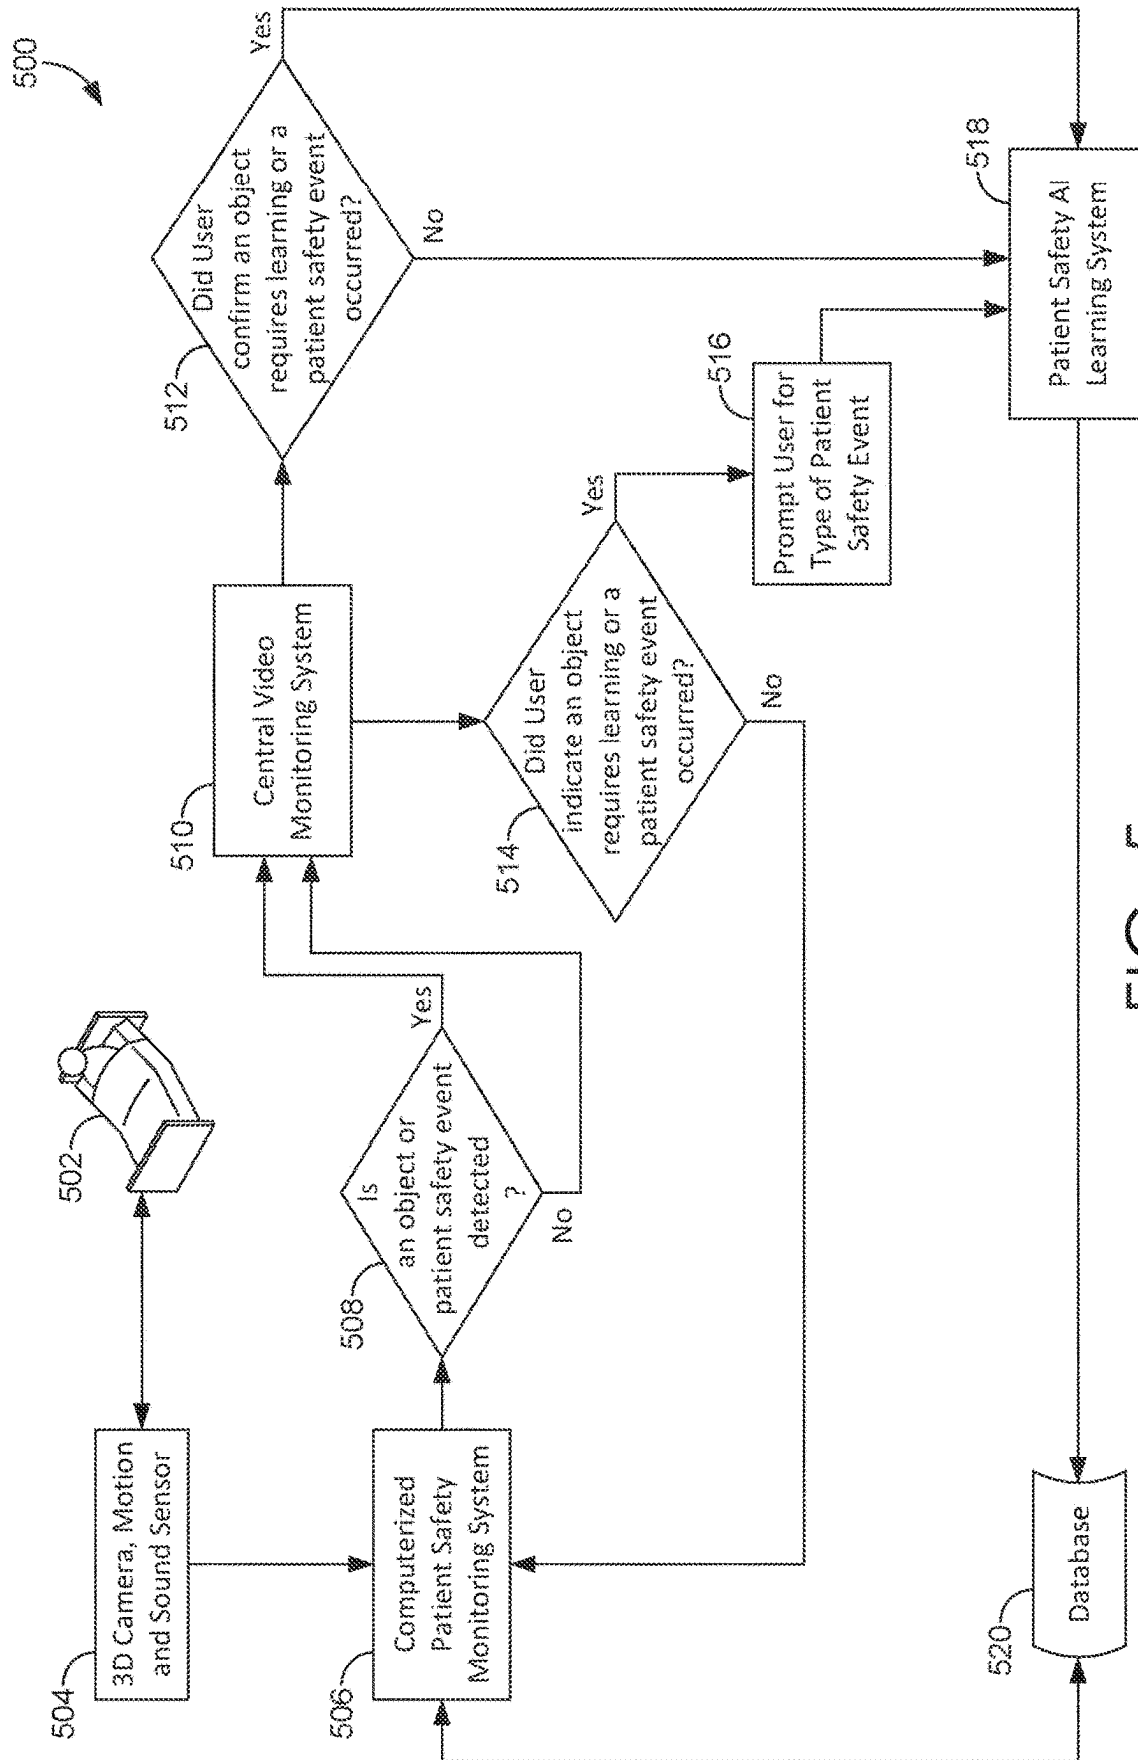 500
504
3D Camera, Motion
and Sound Sensor
502
506
Computerized
Patient Safety
Monitoring System
508
Is
an object or
patient safety event
detected
?
Yes
No
510
Central Video
Monitoring System
512
Did User
confirm an object
requires learning or a
patient safety event
occurred?
Yes
No
514
Did User
indicate an object
requires learning or a
patient safety event
occurred?
Yes
No
516
Prompt User for
Type of Patient
Safety Event
518
Patient Safety AI
Learning System
520
Database
FIG